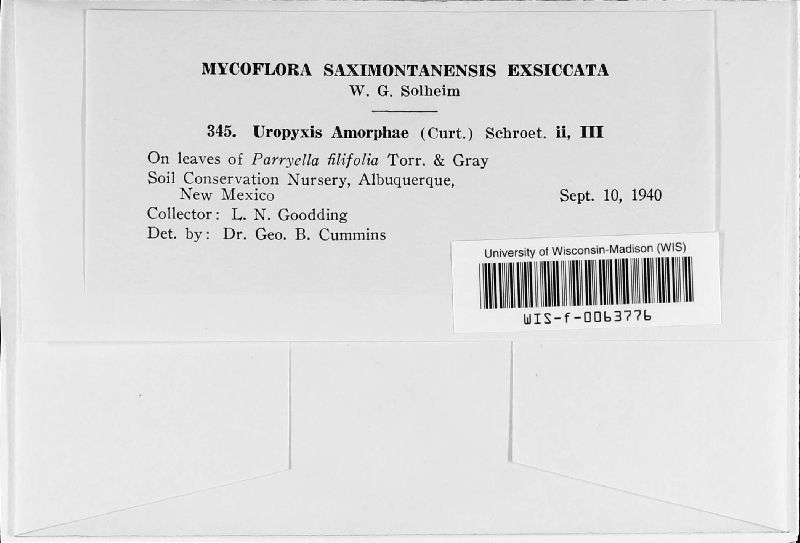 MYCOFLORA SAXIMONTANENSIS EXSICCATA
W. G. Solheim
345. Uropyxis Amorphae (Curt.) Schroet. ii, III
On leaves of Parryella filifolia Torr. & Gray
Soil Conservation Nursery, Albuquerque,
New Mexico Sept. 10, 1940
Collector: L. N. Goodding
Det. by: Dr. Geo. B. Cummins
University of Wisconsin-Madison (WIS)
WIS-f-0063776